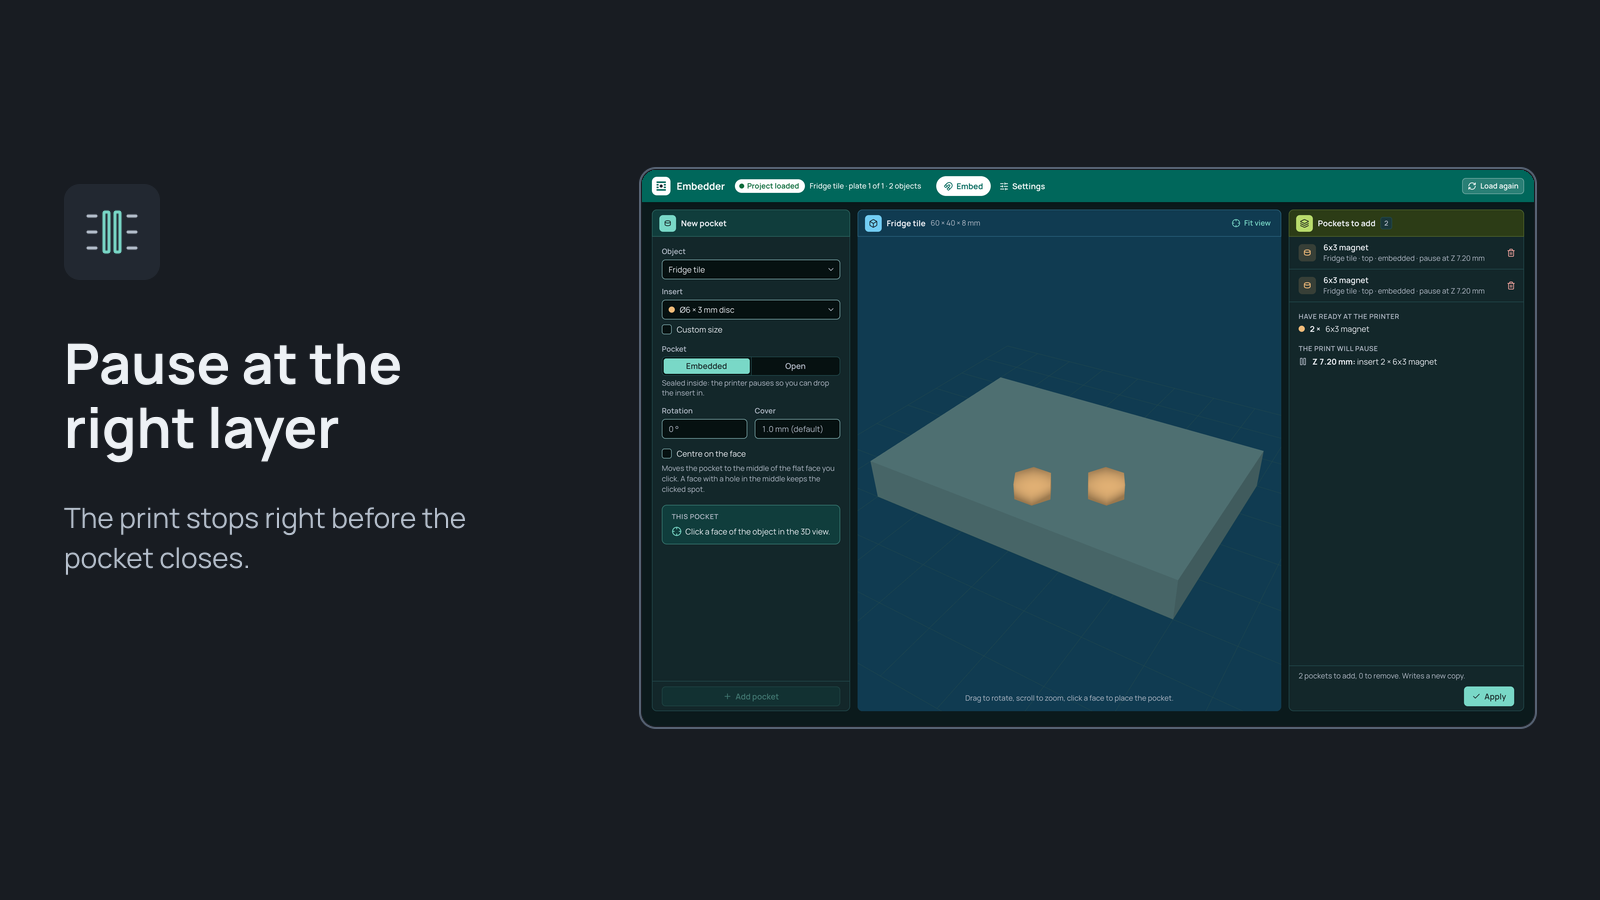 Pause at the
right layer
The print stops right before the
pocket closes.
Embedder
Project loaded
Fridge tile · plate 1 of 1 · 2 objects
Embed
Settings
Load again
New pocket
Object
Fridge tile
Insert
Ø6 × 3 mm disc
Custom size
Pocket
Embedded
Open
Sealed inside: the printer pauses so you can drop
the insert in.
Rotation
Cover
0 °
1.0 mm (default)
Centre on the face
Moves the pocket to the middle of the flat face you
click. A face with a hole in the middle keeps the
clicked spot.
THIS POCKET
Click a face of the object in the 3D view.
Add pocket
Fridge tile 60 × 40 × 8 mm
Fit view
Drag to rotate, scroll to zoom, click a face to place the pocket.
Pockets to add 2
6x3 magnet
Fridge tile · top · embedded · pause at Z 7.20 mm
6x3 magnet
Fridge tile · top · embedded · pause at Z 7.20 mm
HAVE READY AT THE PRINTER
2 × 6x3 magnet
THE PRINT WILL PAUSE
Z 7.20 mm: insert 2 × 6x3 magnet
2 pockets to add, 0 to remove. Writes a new copy.
Apply